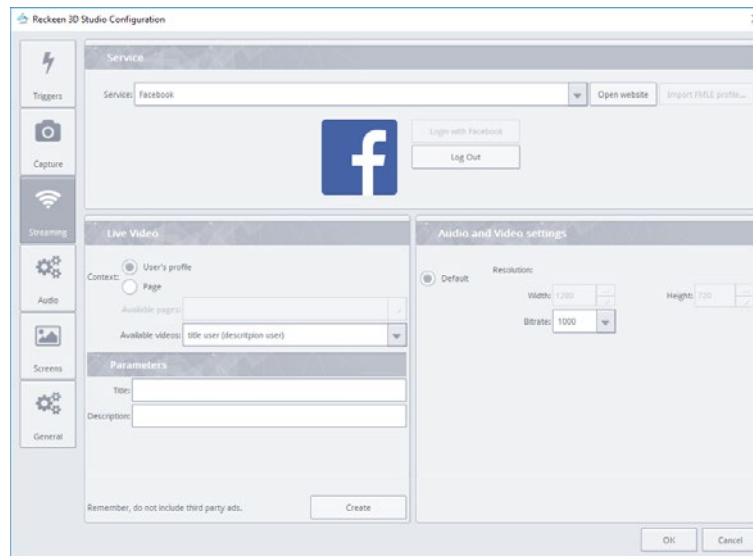 Reckeen 3D Studio Configuration
Triggers
Capture
Streaming
Audio
Screens
General
Service
Service: Facebook
Open website
Import FMLE profile...
Login with Facebook
Log Out
Live Video
Context:
User's profile
Page
Available pages:
Available videos: title user (descritpion user)
Parameters
Title:
Description:
Remember, do not include third party ads.
Create
Audio and Video settings
Default
Resolution:
Width: 1280
Height: 720
Bitrate: 1000
OK
Cancel